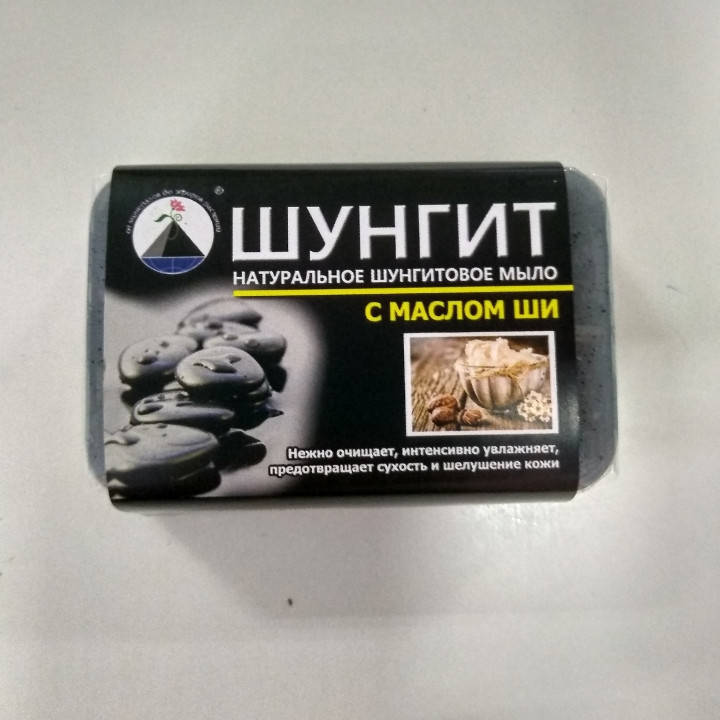 ®
ШУНГИТ
НАТУРАЛЬНОЕ ШУНГИТОВОЕ МЫЛО
С МАСЛОМ ШИ
Нежно очищает, интенсивно увлажняет,
предотвращает сухость и шелушение кожи